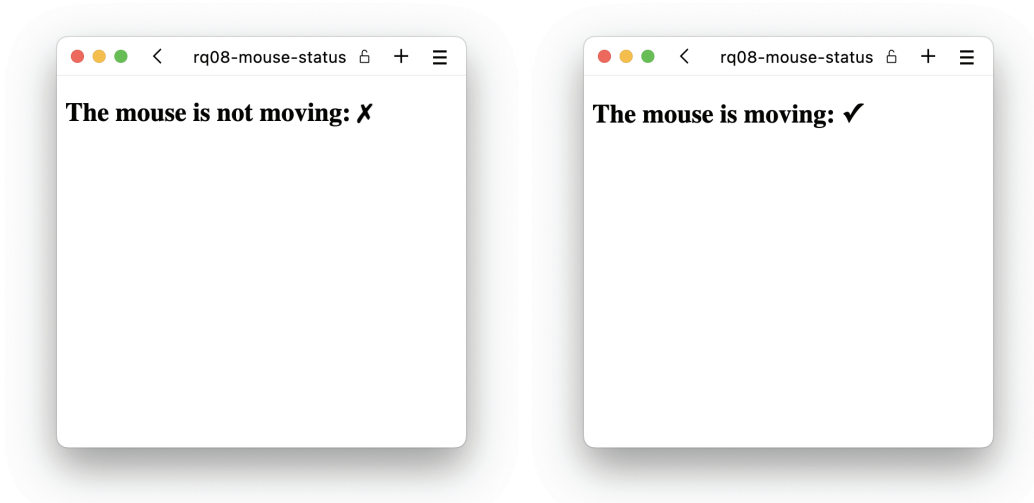 rq08-mouse-status
The mouse is not moving: ✗
rq08-mouse-status
The mouse is moving: ✓